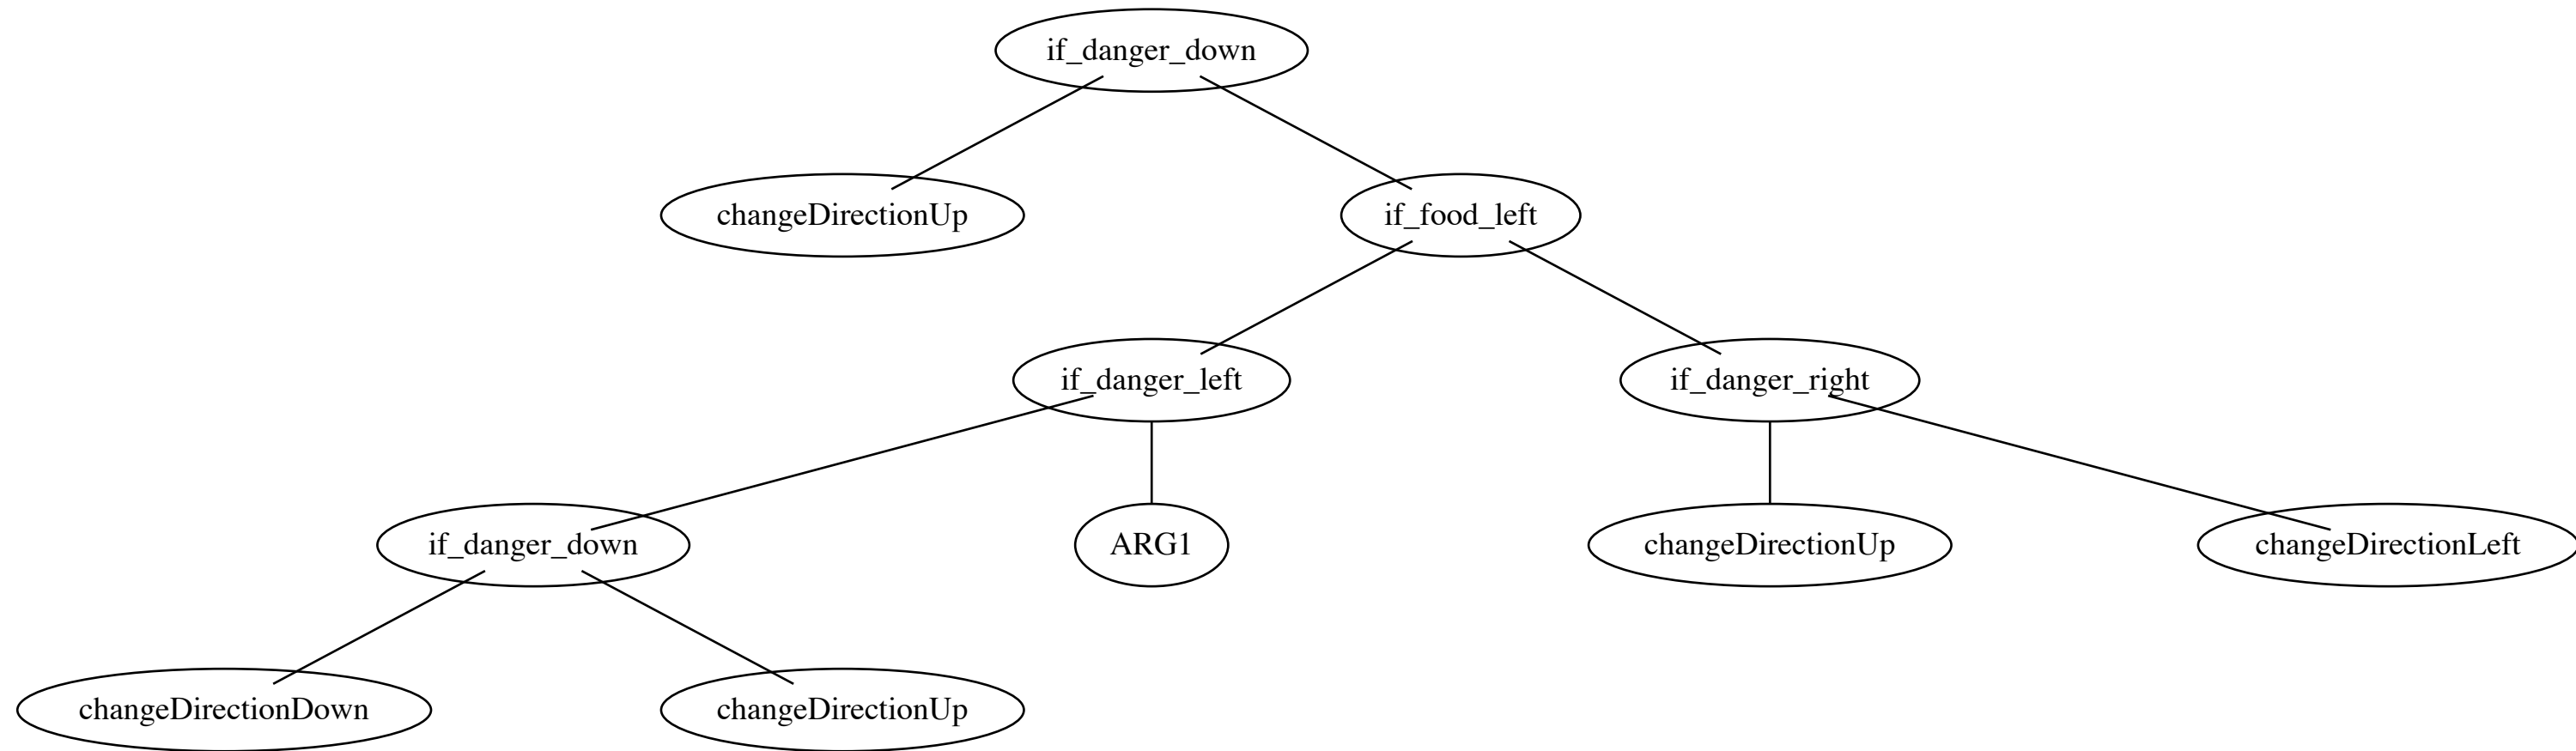 if_danger_down
changeDirectionUp
if_food_left
if_danger_left
if_danger_right
if_danger_down
ARG1
changeDirectionUp
changeDirectionLeft
changeDirectionDown
changeDirectionUp